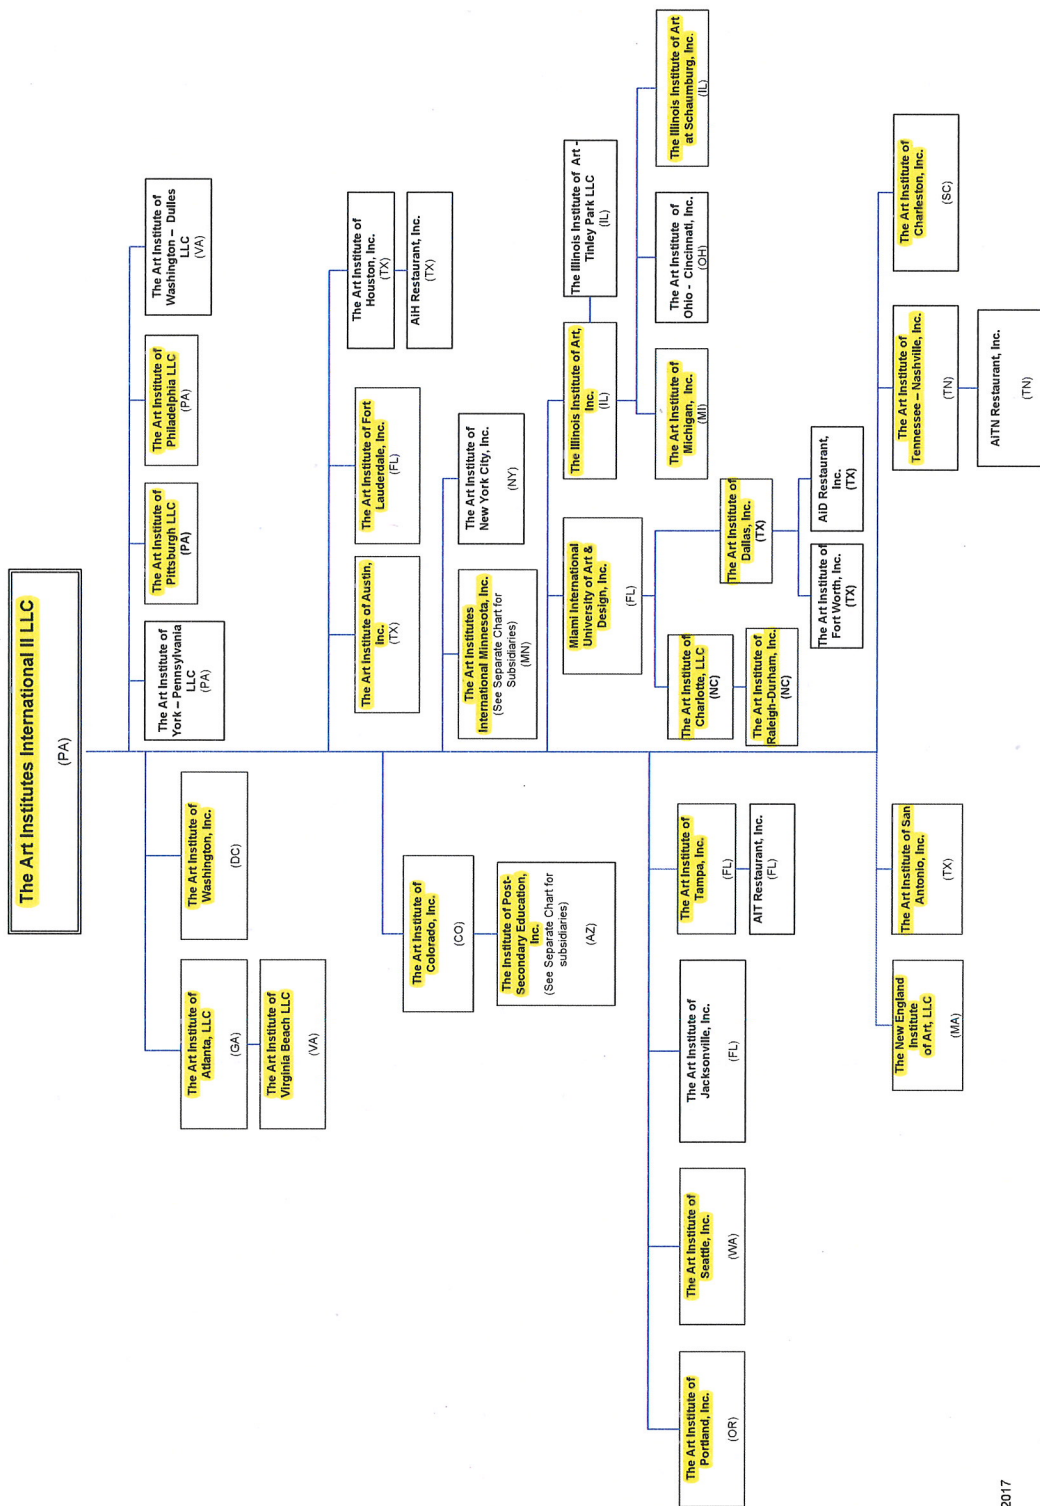 The Art Institutes International II LLC
(PA)
The Art Institute of
York – Pennsylvania
LLC
(PA)
The Art Institute of
Pittsburgh LLC
(PA)
The Art Institute of
Philadelphia LLC
(PA)
The Art Institute of
Washington – Dulles
LLC
(VA)
The Art Institute of
Atlanta, LLC
(GA)
The Art Institute of
Virginia Beach LLC
(VA)
The Art Institute of
Washington, Inc.
(DC)
The Art Institute of Austin,
Inc.
(TX)
The Art Institute of Fort
Lauderdale, Inc.
(FL)
The Art Institute of
Houston, Inc.
(TX)
AiH Restaurant, Inc.
(TX)
The Art Institute of
Colorado, Inc.
(CO)
The Institute of Post-
Secondary Education,
Inc.
(See Separate Chart for
subsidiaries)
(AZ)
The Art Institutes
International Minnesota, Inc.
(See Separate Chart for
Subsidiaries)
(MN)
The Art Institute of
New York City, Inc.
(NY)
Miami International
University of Art &
Design, Inc.
(FL)
The Illinois Institute of Art,
Inc.
(IL)
The Illinois Institute of Art -
Tinley Park LLC
(IL)
The Art Institute of
Michigan, Inc.
(MI)
The Art Institute of
Ohio - Cincinnati, Inc.
(OH)
The Illinois Institute of Art
at Schaumburg, Inc.
(IL)
The Art Institute of
Charlotte, LLC
(NC)
The Art Institute of
Raleigh-Durham, Inc.
(NC)
The Art Institute of
Dallas, Inc.
(TX)
The Art Institute of
Fort Worth, Inc.
(TX)
AiD Restaurant,
Inc.
(TX)
The Art Institute of
Portland, Inc.
(OR)
The Art Institute of
Seattle, Inc.
(WA)
The Art Institute of
Jacksonville, Inc.
(FL)
The Art Institute of
Tampa, Inc.
(FL)
AIT Restaurant, Inc.
(FL)
The New England
Institute
of Art, LLC
(MA)
The Art Institute of San
Antonio, Inc.
(TX)
The Art Institute of
Tennessee – Nashville, Inc.
(TN)
AiTN Restaurant, Inc.
(TN)
The Art Institute of
Charleston, Inc.
(SC)
2017